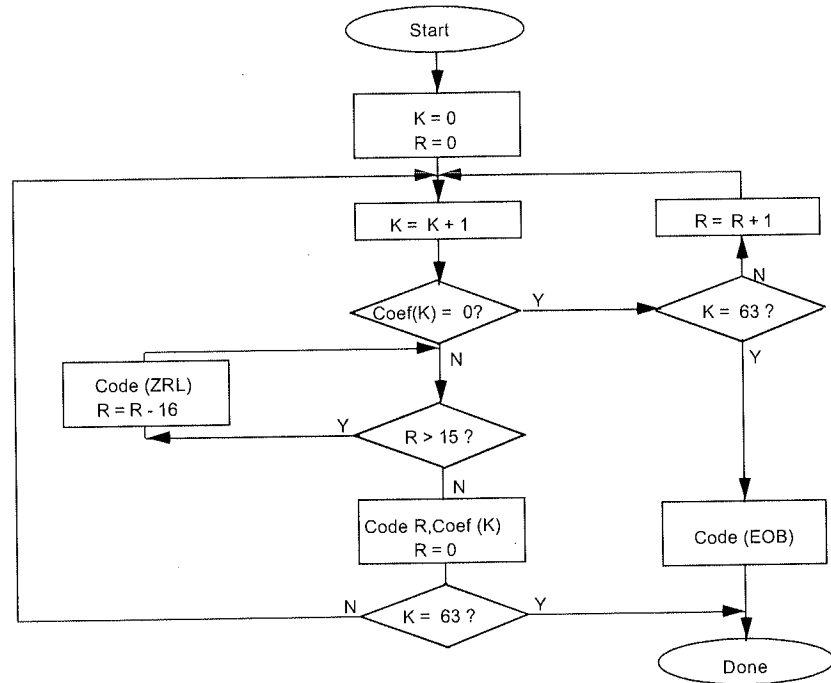 Start
K = 0
R = 0
K = K + 1
R = R + 1
N
Coef(K) = 0?
Y
K = 63 ?
N
Y
Code (ZRL)
R = R - 16
Y
R > 15 ?
N
Code R,Coef (K)
R = 0
Code (EOB)
N
K = 63 ?
Y
Done